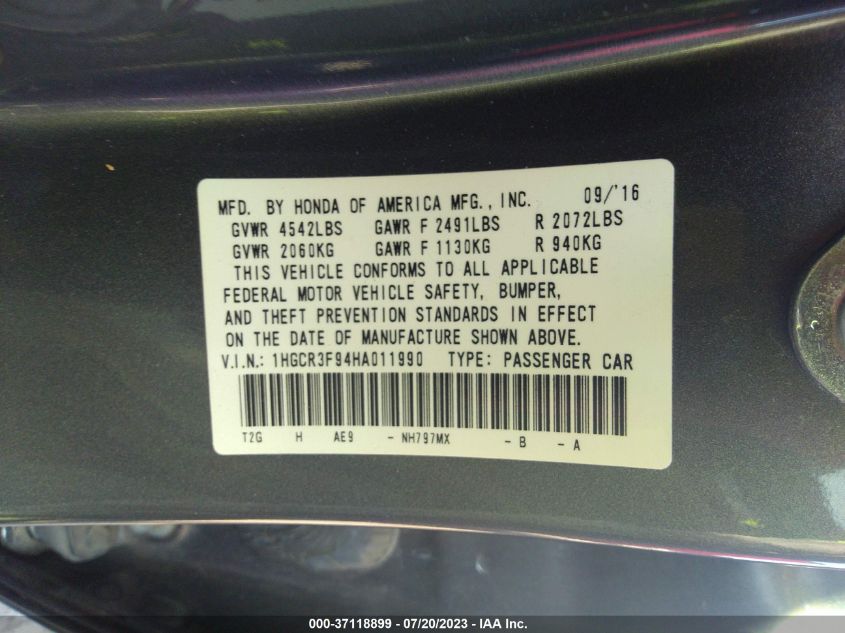 MFD. BY HONDA OF AMERICA MFG., INC. 09/'16
GVWR 4542LBS GAWR F 2491LBS R 2072LBS
GVWR 2060KG GAWR F 1130KG R 940KG
THIS VEHICLE CONFORMS TO ALL APPLICABLE
FEDERAL MOTOR VEHICLE SAFETY, BUMPER,
AND THEFT PREVENTION STANDARDS IN EFFECT
ON THE DATE OF MANUFACTURE SHOWN ABOVE.
V.I.N.: 1HGCR3F94HA011990 TYPE: PASSENGER CAR
T2G H AE9 - NH797MX - B - A
000-37118899 / 07/20/2023 / IAA Inc.